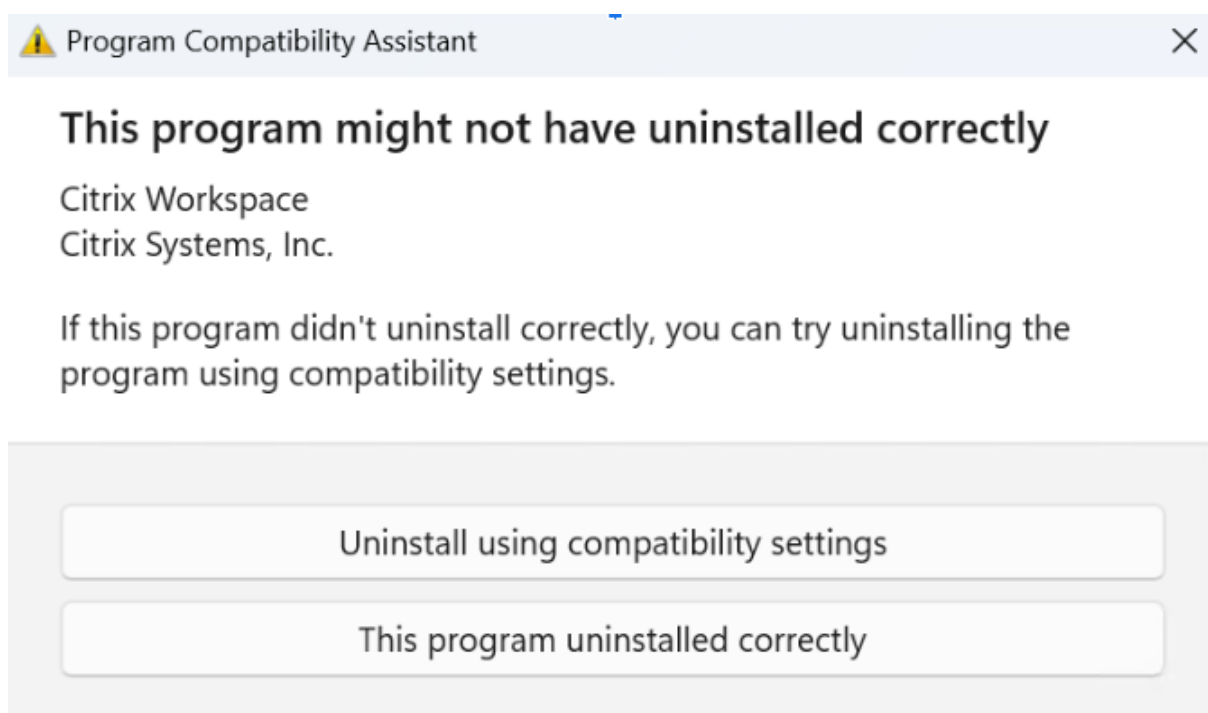 Program Compatibility Assistant
This program might not have uninstalled correctly
Citrix Workspace
Citrix Systems, Inc.
If this program didn't uninstall correctly, you can try uninstalling the
program using compatibility settings.
Uninstall using compatibility settings
This program uninstalled correctly